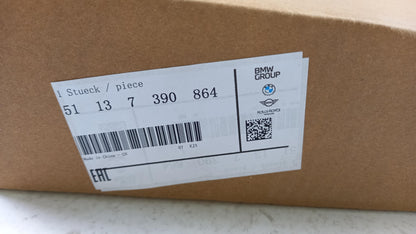 1 Stueck / piece
51 13 7 390 864
BMW
GROUP
Made in China - CN
EAC